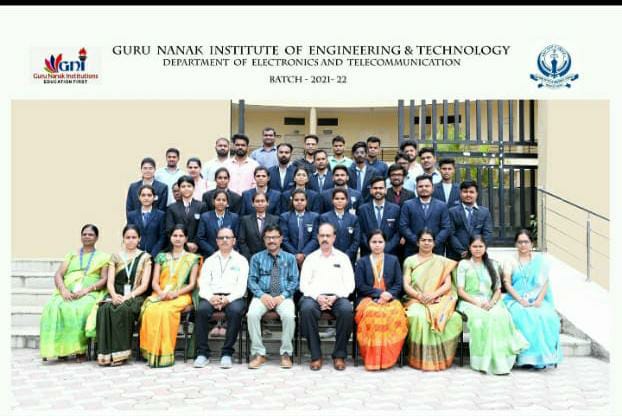 GNI
Guru Nanak Institutions
EDUCATION FIRST
GURU NANAK INSTITUTE OF ENGINEERING & TECHNOLOGY
DEPARTMENT OF ELECTRONICS AND TELECOMMUNICATION
BATCH - 2021- 22